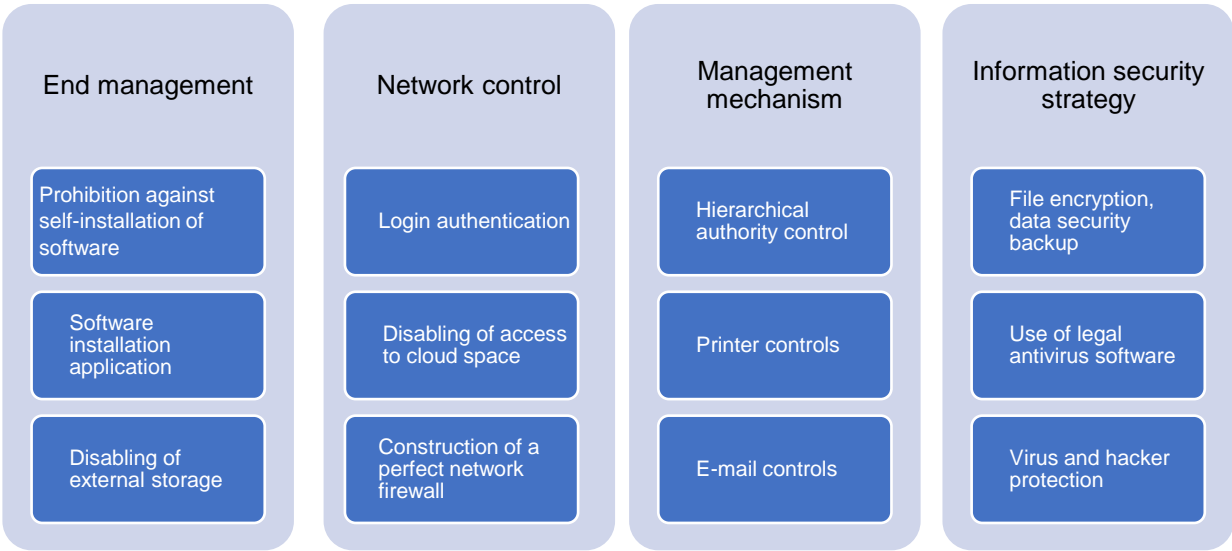 End management
Prohibition against
self-installation of
software
Software
installation
application
Disabling of
external storage
Network control
Login authentication
Disabling of access
to cloud space
Construction of a
perfect network
firewall
Management
mechanism
Hierarchical
authority control
Printer controls
E-mail controls
Information security
strategy
File encryption,
data security
backup
Use of legal
antivirus software
Virus and hacker
protection